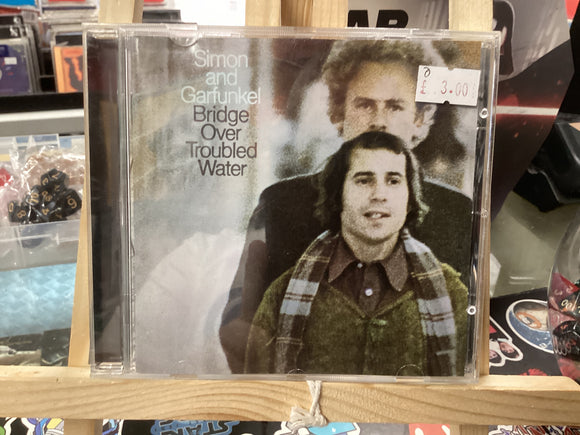 Simon
and
Garfunkel
Bridge
Over
Troubled
Water
£ 3.00